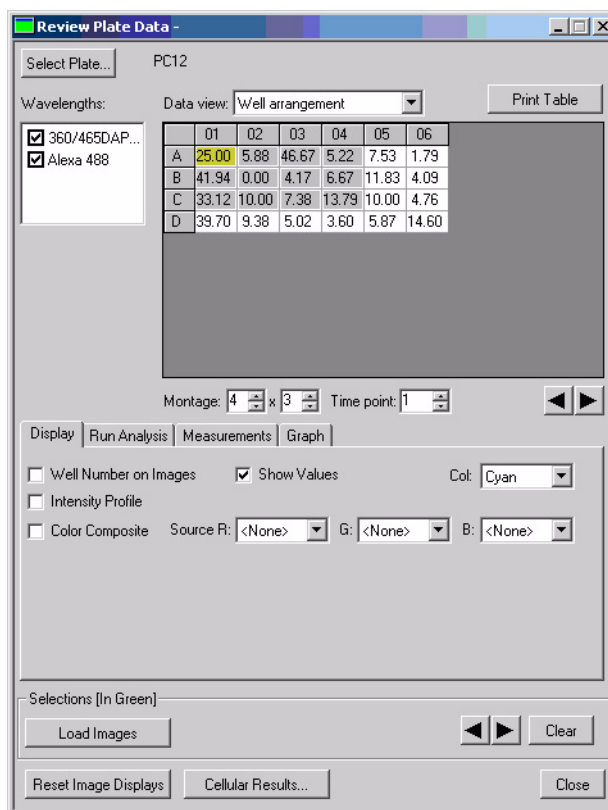 Review Plate Data -
Select Plate... PC12
Wavelengths: Data view: Well arrangement Print Table
360/465DAP...
Alexa 488
01 02 03 04 05 06
A 25.00 5.88 46.67 5.22 7.53 1.79
B 41.94 0.00 4.17 6.67 11.83 4.09
C 33.12 10.00 7.38 13.79 10.00 4.76
D 39.70 9.38 5.02 3.60 5.87 14.60
Montage: 4 x 3 Time point: 1
Display Run Analysis Measurements Graph
Well Number on Images Show Values Col: Cyan
Intensity Profile
Color Composite Source R: <None> G: <None> B: <None>
Selections [In Green]
Load Images Clear
Reset Image Displays Cellular Results... Close